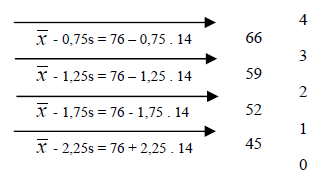 4
x̅ - 0,75s = 76 – 0,75 . 14 66
3
x̅ - 1,25s = 76 – 1,25 . 14 59
2
x̅ - 1,75s = 76 - 1,75 . 14 52
1
x̅ - 2,25s = 76 + 2,25 . 14 45
0